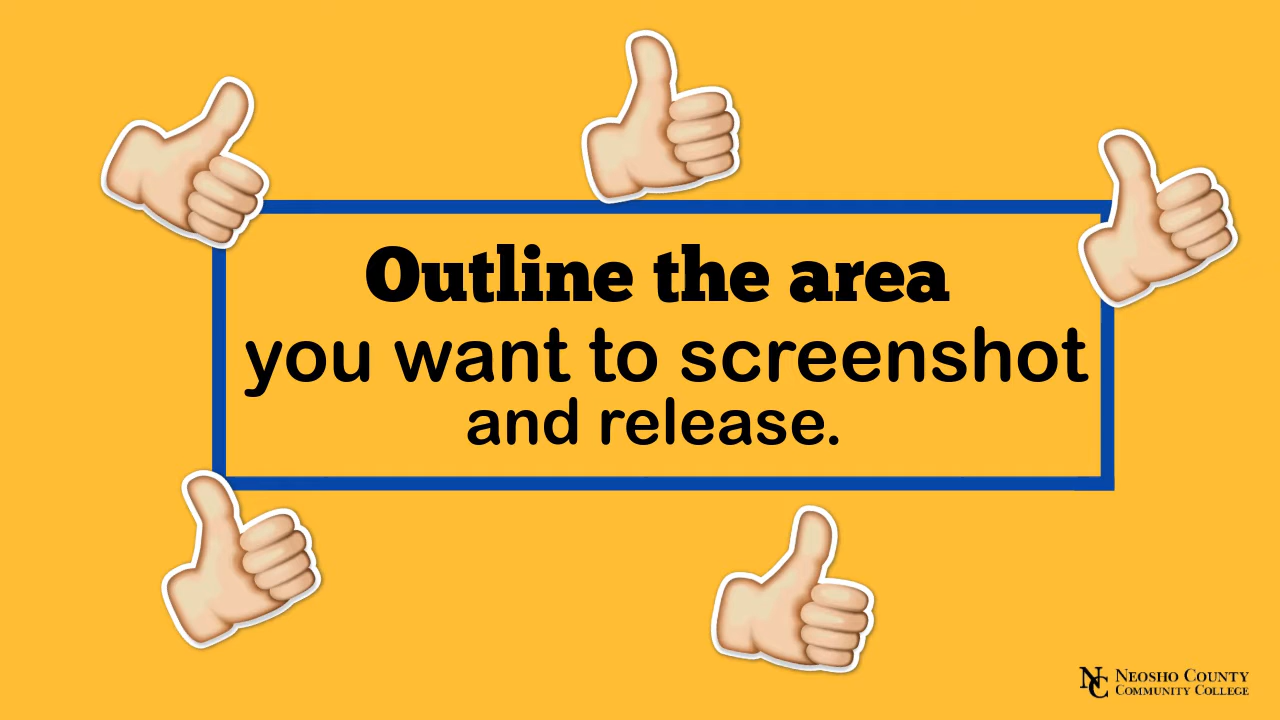 Outline the area
you want to screenshot
and release.
NC
NEOSHO COUNTY
COMMUNITY COLLEGE